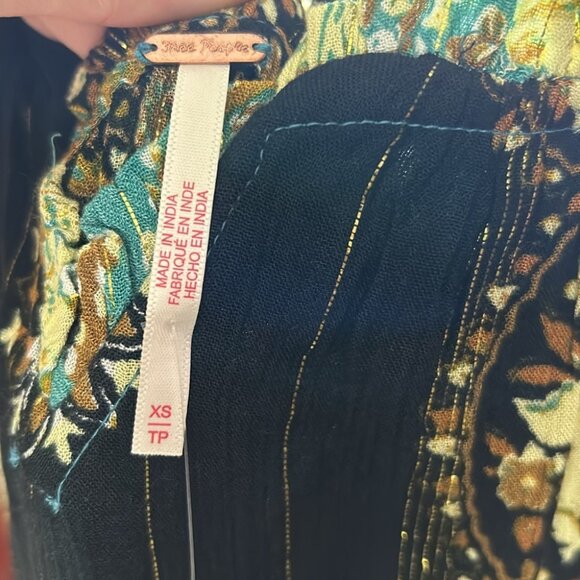 Free People
MADE IN INDIA
FABRIQUÉ EN INDE
HECHO EN INDIA
XS
TP